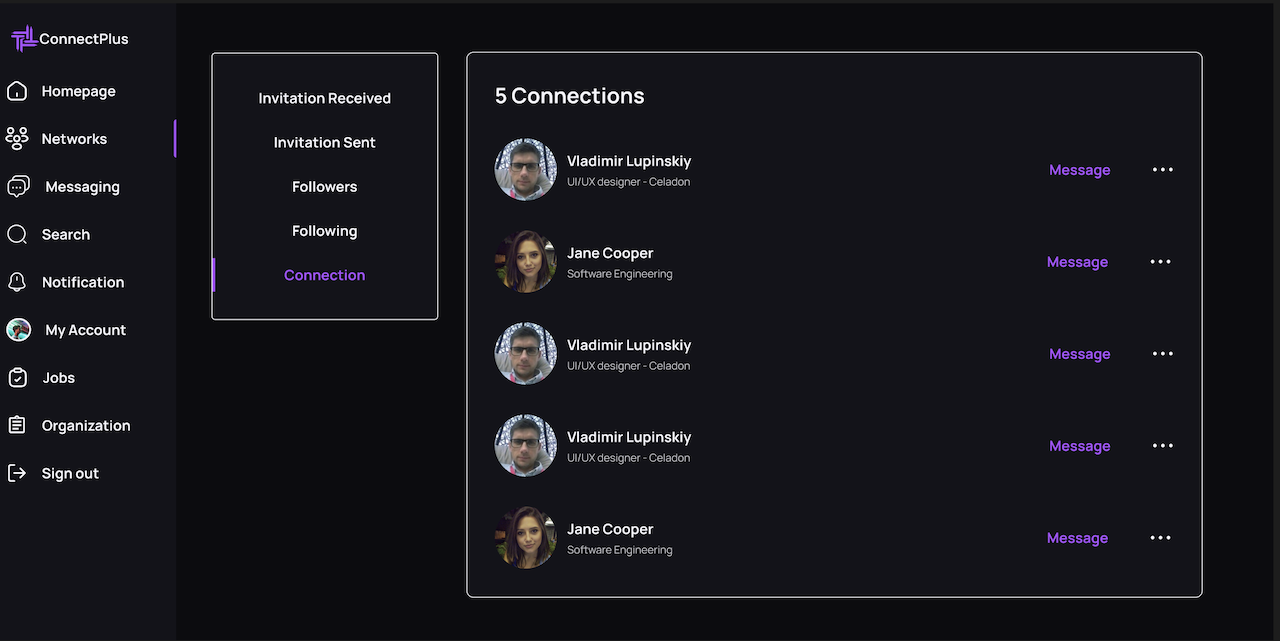 ConnectPlus
Homepage
Networks
Messaging
Search
Notification
My Account
Jobs
Organization
Sign out
Invitation Received
Invitation Sent
Followers
Following
Connection
5 Connections
Vladimir Lupinskiy
UI/UX designer - Celadon
Message
Jane Cooper
Software Engineering
Message
Vladimir Lupinskiy
UI/UX designer - Celadon
Message
Vladimir Lupinskiy
UI/UX designer - Celadon
Message
Jane Cooper
Software Engineering
Message